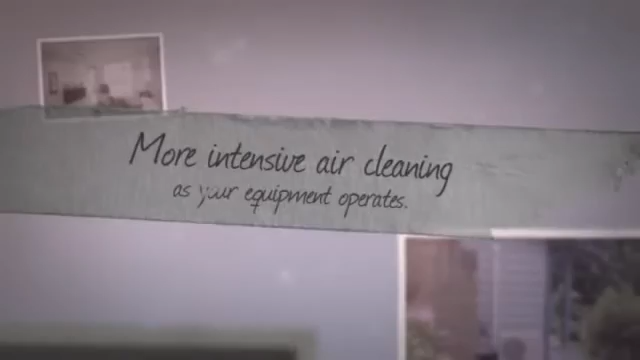 More intensive air cleaning
as your equipment operates.